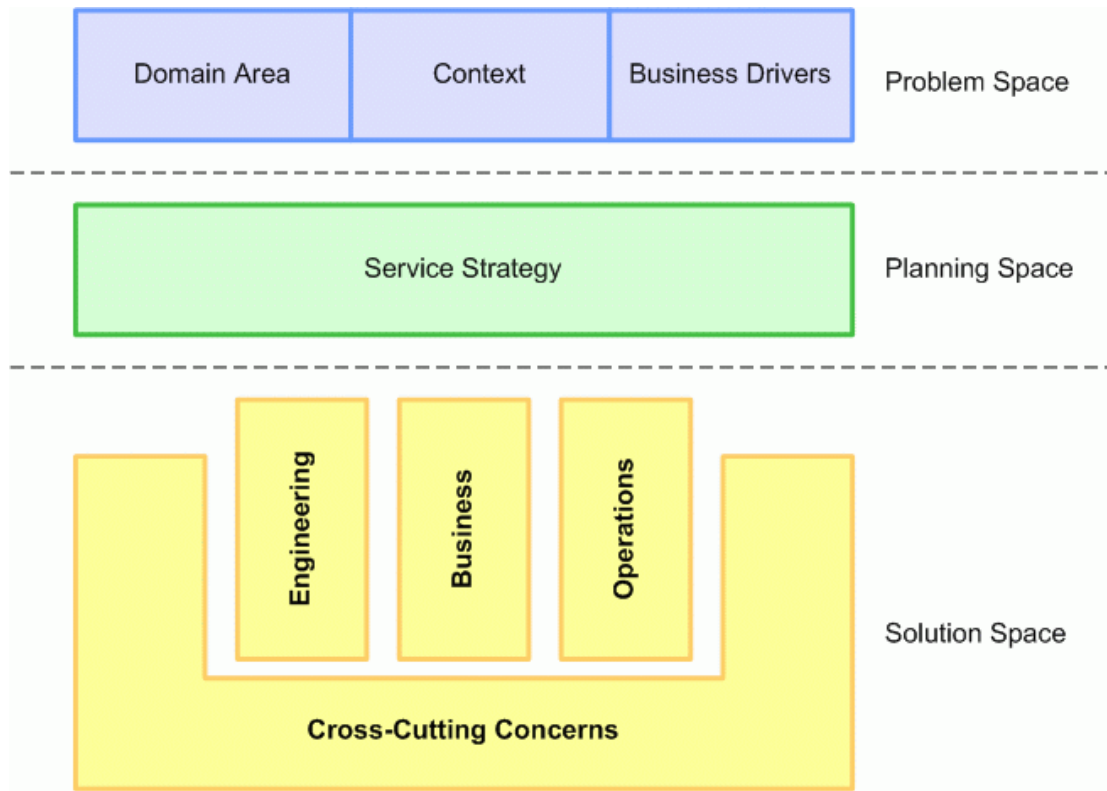 Domain Area
Context
Business Drivers
Problem Space
Service Strategy
Planning Space
Engineering
Business
Operations
Solution Space
Cross-Cutting Concerns